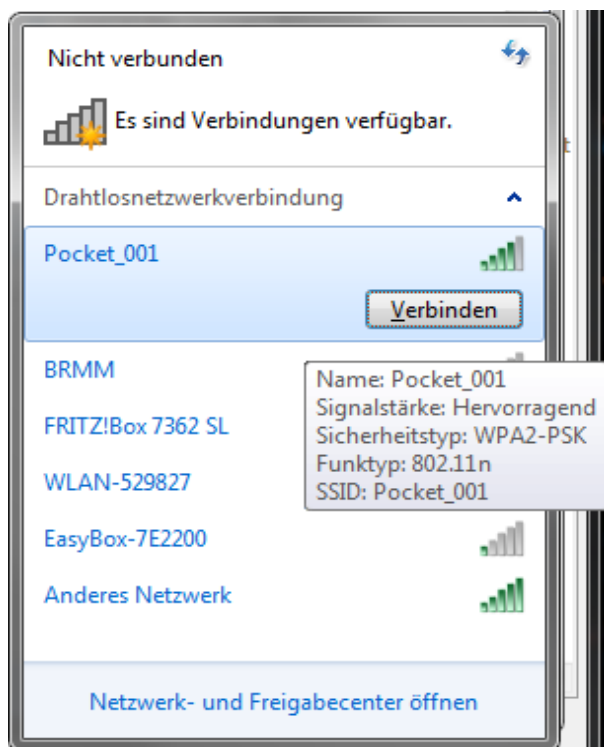 Nicht verbunden
Es sind Verbindungen verfügbar.
Drahtlosnetzwerkverbindung
Pocket_001
Verbinden
BRMM
Name: Pocket_001
Signalstärke: Hervorragend
Sicherheitstyp: WPA2-PSK
Funktyp: 802.11n
SSID: Pocket_001
FRITZ!Box 7362 SL
WLAN-529827
EasyBox-7E2200
Anderes Netzwerk
Netzwerk- und Freigabecenter öffnen